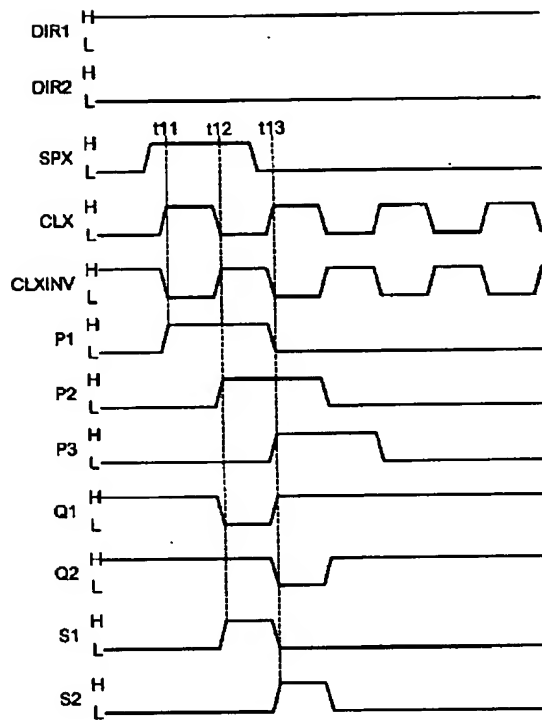 DIR1 H
L
DIR2 H
L
t11 t12 t13
SPX H
L
CLX H
L
CLXINV H
L
P1 H
L
P2 H
L
P3 H
L
Q1 H
L
Q2 H
L
S1 H
L
S2 H
L